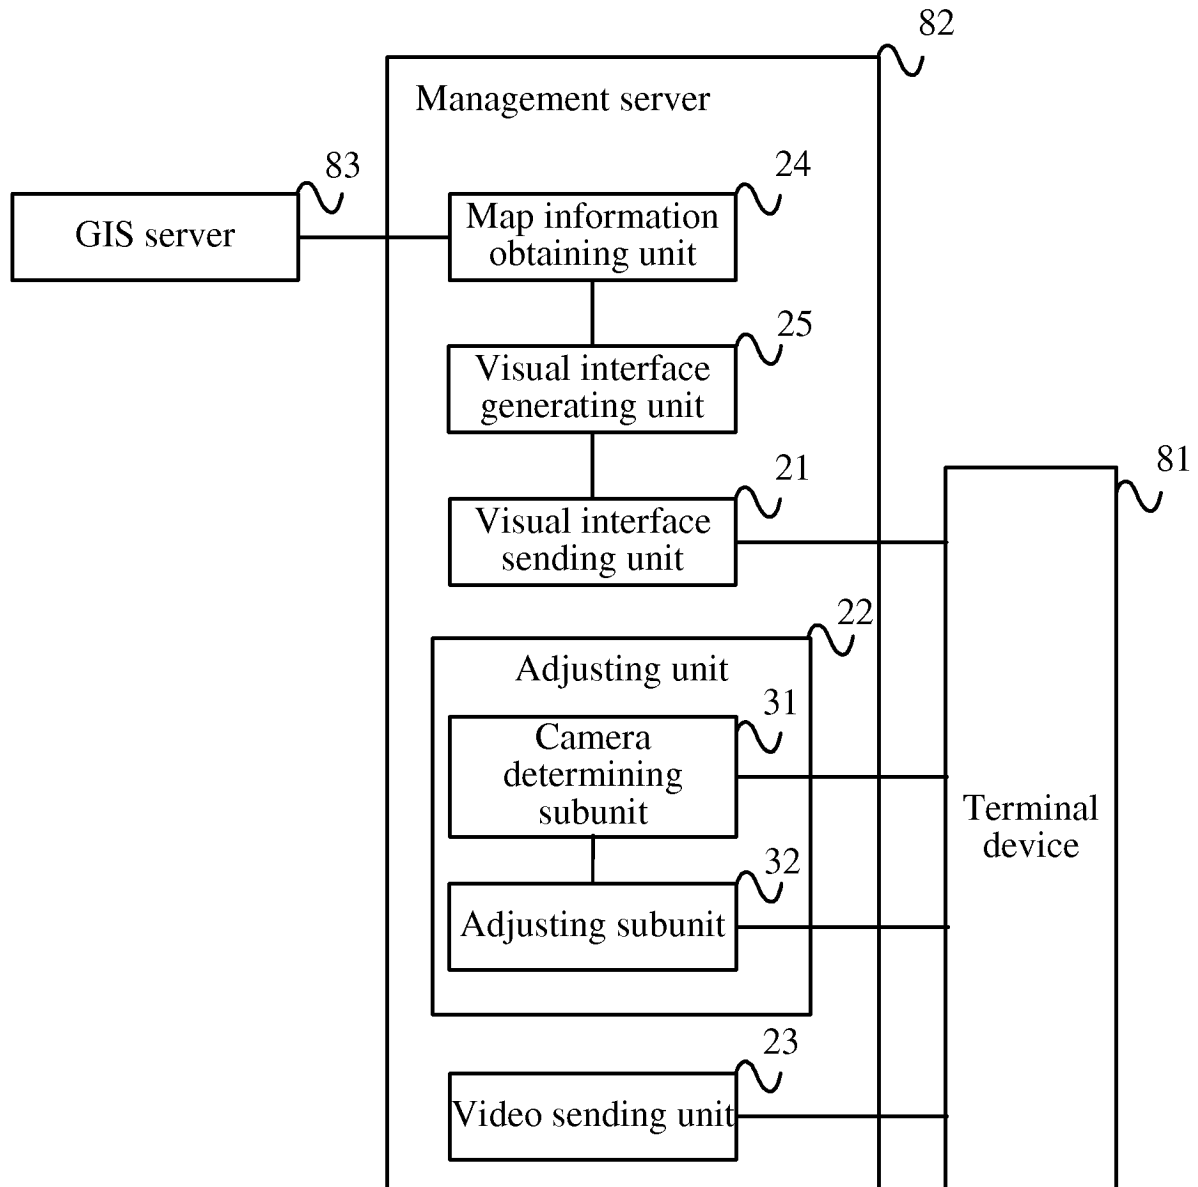 82
Management server
83
GIS server
24
Map information
obtaining unit
25
Visual interface
generating unit
21
Visual interface
sending unit
81
22
Adjusting unit
31
Camera
determining
subunit
Terminal
device
32
Adjusting subunit
23
Video sending unit